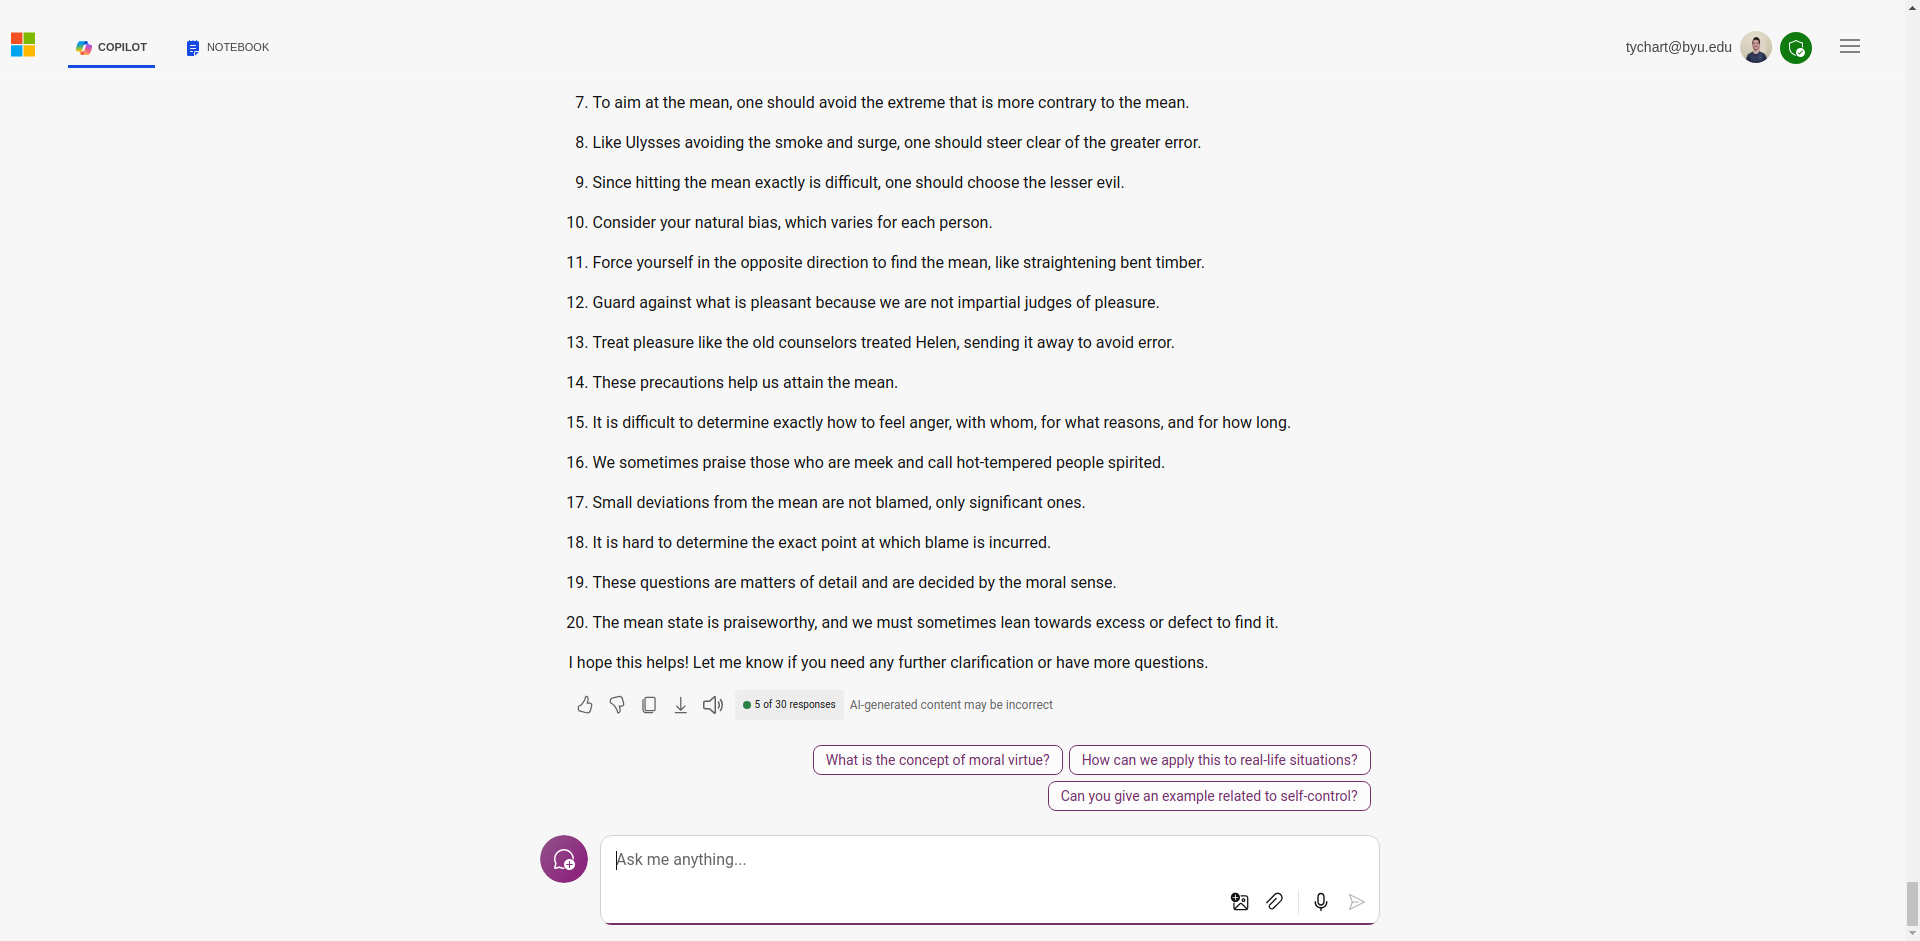 COPILOT
NOTEBOOK
tychart@byu.edu
7. To aim at the mean, one should avoid the extreme that is more contrary to the mean.
8. Like Ulysses avoiding the smoke and surge, one should steer clear of the greater error.
9. Since hitting the mean exactly is difficult, one should choose the lesser evil.
10. Consider your natural bias, which varies for each person.
11. Force yourself in the opposite direction to find the mean, like straightening bent timber.
12. Guard against what is pleasant because we are not impartial judges of pleasure.
13. Treat pleasure like the old counselors treated Helen, sending it away to avoid error.
14. These precautions help us attain the mean.
15. It is difficult to determine exactly how to feel anger, with whom, for what reasons, and for how long.
16. We sometimes praise those who are meek and call hot-tempered people spirited.
17. Small deviations from the mean are not blamed, only significant ones.
18. It is hard to determine the exact point at which blame is incurred.
19. These questions are matters of detail and are decided by the moral sense.
20. The mean state is praiseworthy, and we must sometimes lean towards excess or defect to find it.
I hope this helps! Let me know if you need any further clarification or have more questions.
5 of 30 responses
AI-generated content may be incorrect
What is the concept of moral virtue?
How can we apply this to real-life situations?
Can you give an example related to self-control?
Ask me anything...